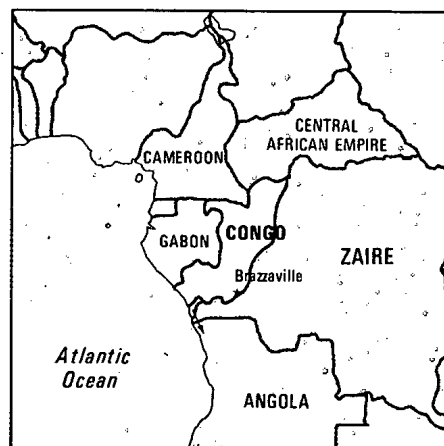 CENTRAL
AFRICAN EMPIRE
CAMEROON
GABON
CONGO
ZAIRE
Brazzaville
Atlantic
Ocean
ANGOLA